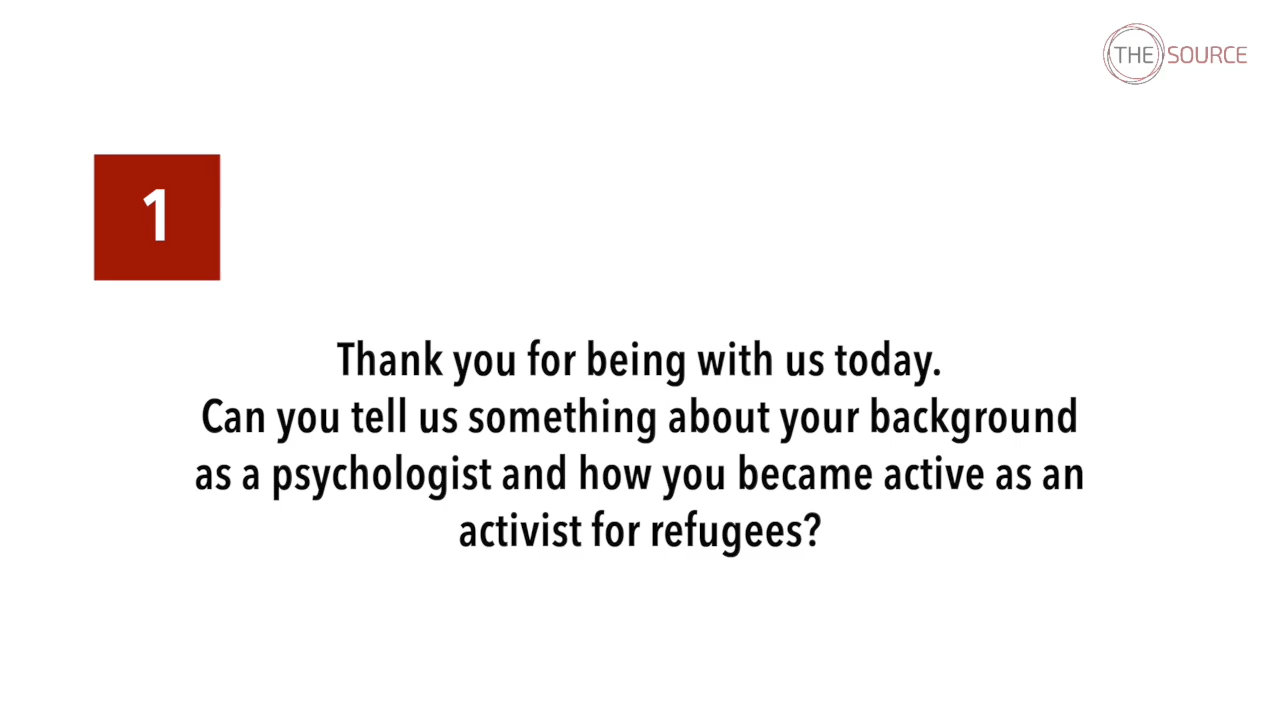 THE SOURCE
1
Thank you for being with us today.
Can you tell us something about your background
as a psychologist and how you became active as an
activist for refugees?